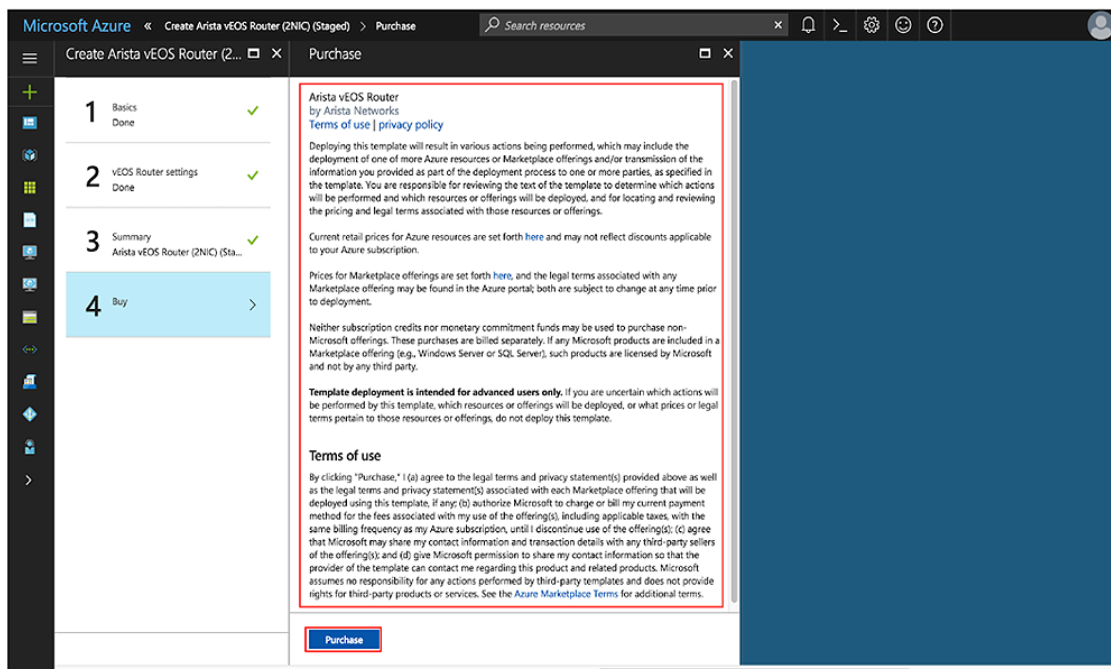 Microsoft Azure « Create Arista vEOS Router (2NIC) (Staged) > Purchase
Search resources
Create Arista vEOS Router (2...
Purchase
1
Basics
Done
2
vEOS Router settings
Done
3
Summary
Arista vEOS Router (2NIC) (Sta...
4
Buy
Arista vEOS Router
by Arista Networks
Terms of use | privacy policy
Deploying this template will result in various actions being performed, which may include the
deployment of one of more Azure resources or Marketplace offerings and/or transmission of the
information you provided as part of the deployment process to one or more parties, as specified in
the template. You are responsible for reviewing the text of the template to determine which actions
will be performed and which resources or offerings will be deployed, and for locating and reviewing
the pricing and legal terms associated with those resources or offerings.
Current retail prices for Azure resources are set forth here and may not reflect discounts applicable
to your Azure subscription.
Prices for Marketplace offerings are set forth here, and the legal terms associated with any
Marketplace offering may be found in the Azure portal; both are subject to change at any time prior
to deployment.
Neither subscription credits nor monetary commitment funds may be used to purchase non-
Microsoft offerings. These purchases are billed separately. If any Microsoft products are included in a
Marketplace offering (e.g., Windows Server or SQL Server), such products are licensed by Microsoft
and not by any third party.
Template deployment is intended for advanced users only. If you are uncertain which actions will
be performed by this template, which resources or offerings will be deployed, or what prices or legal
terms pertain to those resources or offerings, do not deploy this template.
Terms of use
By clicking "Purchase," I (a) agree to the legal terms and privacy statement(s) provided above as well
as the legal terms and privacy statement(s) associated with each Marketplace offering that will be
deployed using this template, if any; (b) authorize Microsoft to charge or bill my current payment
method for the fees associated with my use of the offering(s), including applicable taxes, with the
same billing frequency as my Azure subscription, until I discontinue use of the offering(s); (c) agree
that Microsoft may share my contact information and transaction details with any third-party sellers
of the offering(s); and (d) give Microsoft permission to share my contact information so that the
provider of the template can contact me regarding this product and related products. Microsoft
assumes no responsibility for any actions performed by third-party templates and does not provide
rights for third-party products or services. See the Azure Marketplace Terms for additional terms.
Purchase